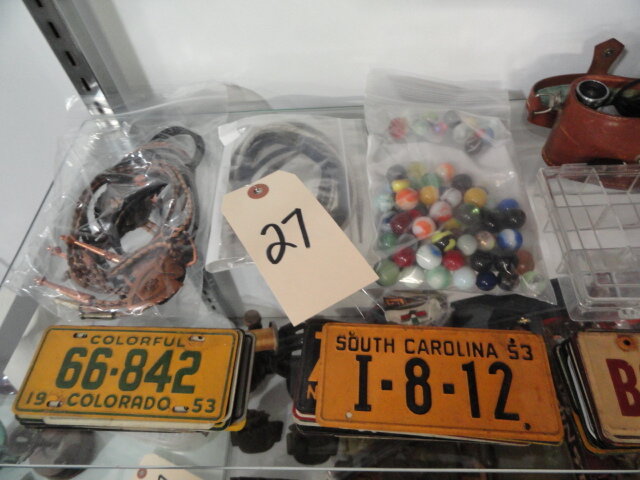 27
COLORFUL
66-842
19 COLORADO 53
SOUTH CAROLINA 53
I-8-12
B